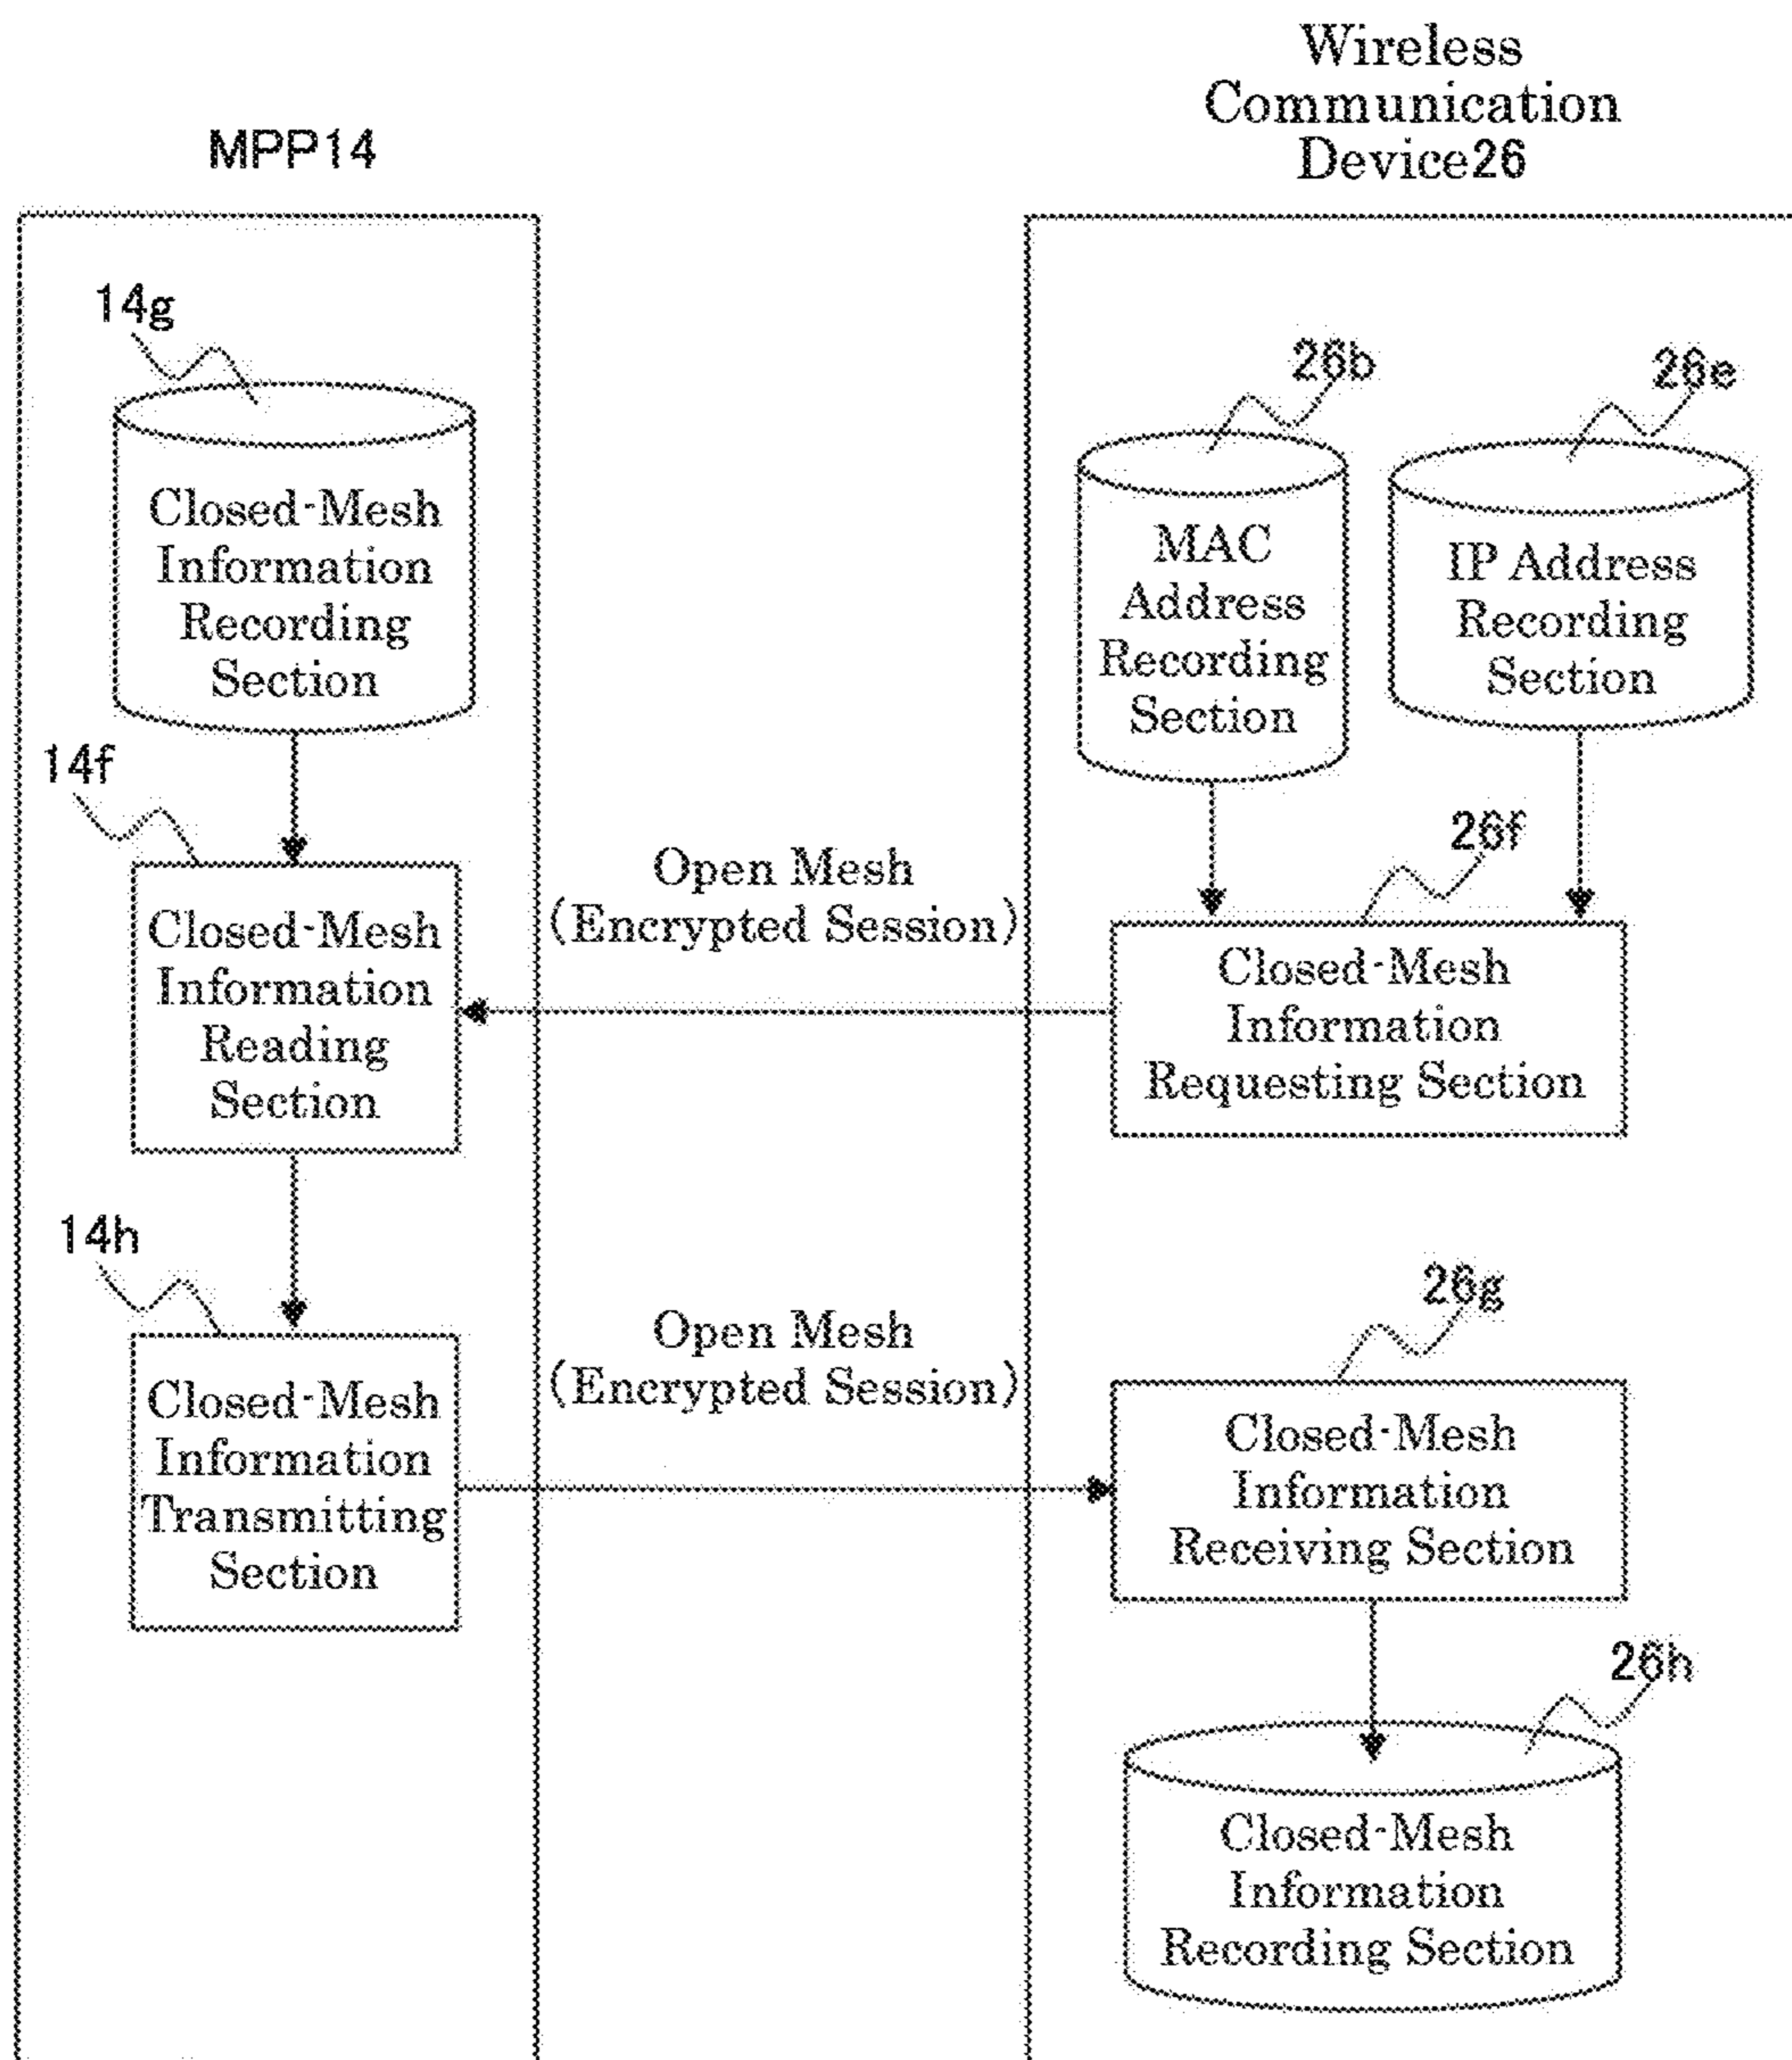 Wireless
Communication
Device26
MPP14
14g
Closed-Mesh
Information
Recording
Section
14f
Closed-Mesh
Information
Reading
Section
14h
Closed-Mesh
Information
Transmitting
Section
Open Mesh
(Encrypted Session)
Open Mesh
(Encrypted Session)
26b
MAC
Address
Recording
Section
26e
IP Address
Recording
Section
26f
Closed-Mesh
Information
Requesting Section
26g
Closed-Mesh
Information
Receiving Section
26h
Closed-Mesh
Information
Recording Section